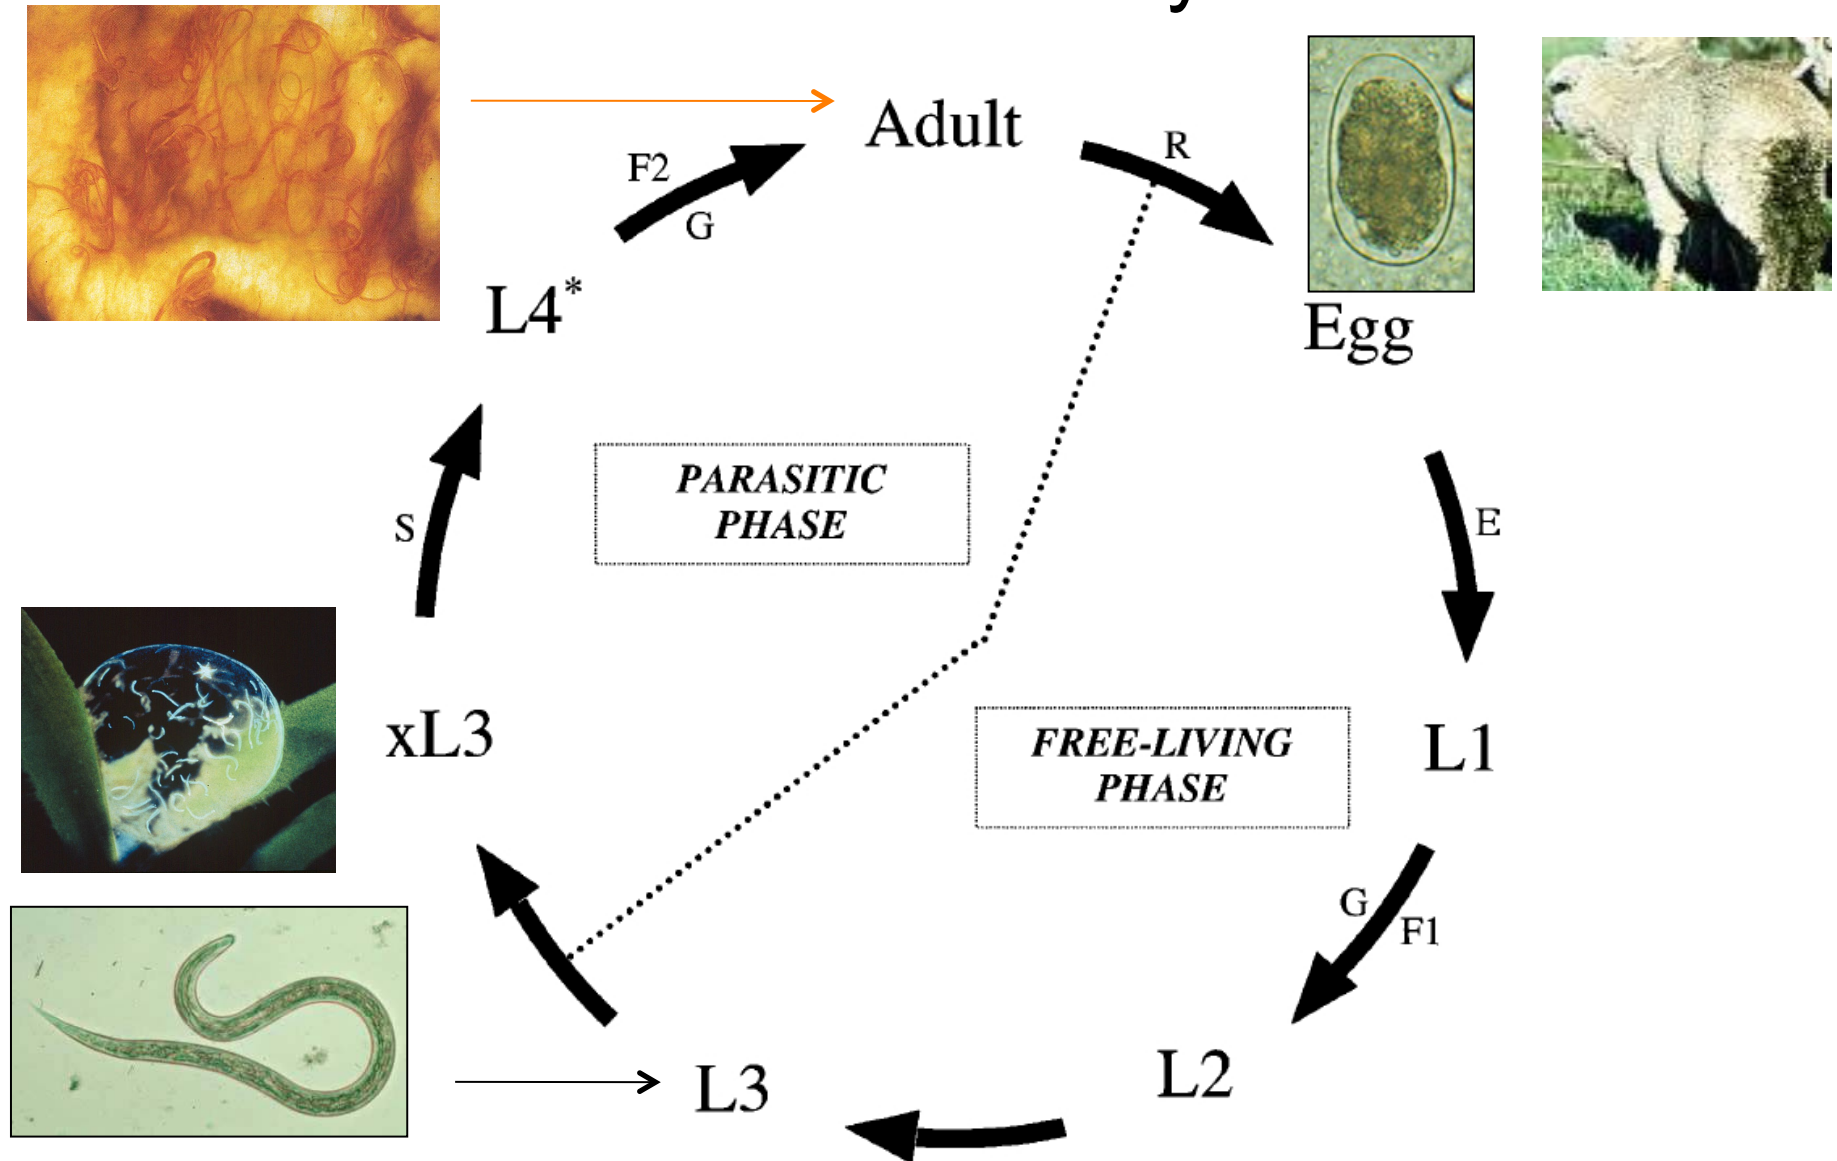 Adult
R
F2
G
L4*
Egg
PARASITIC
PHASE
S
E
xL3
FREE-LIVING
PHASE
L1
G
F1
L3
L2